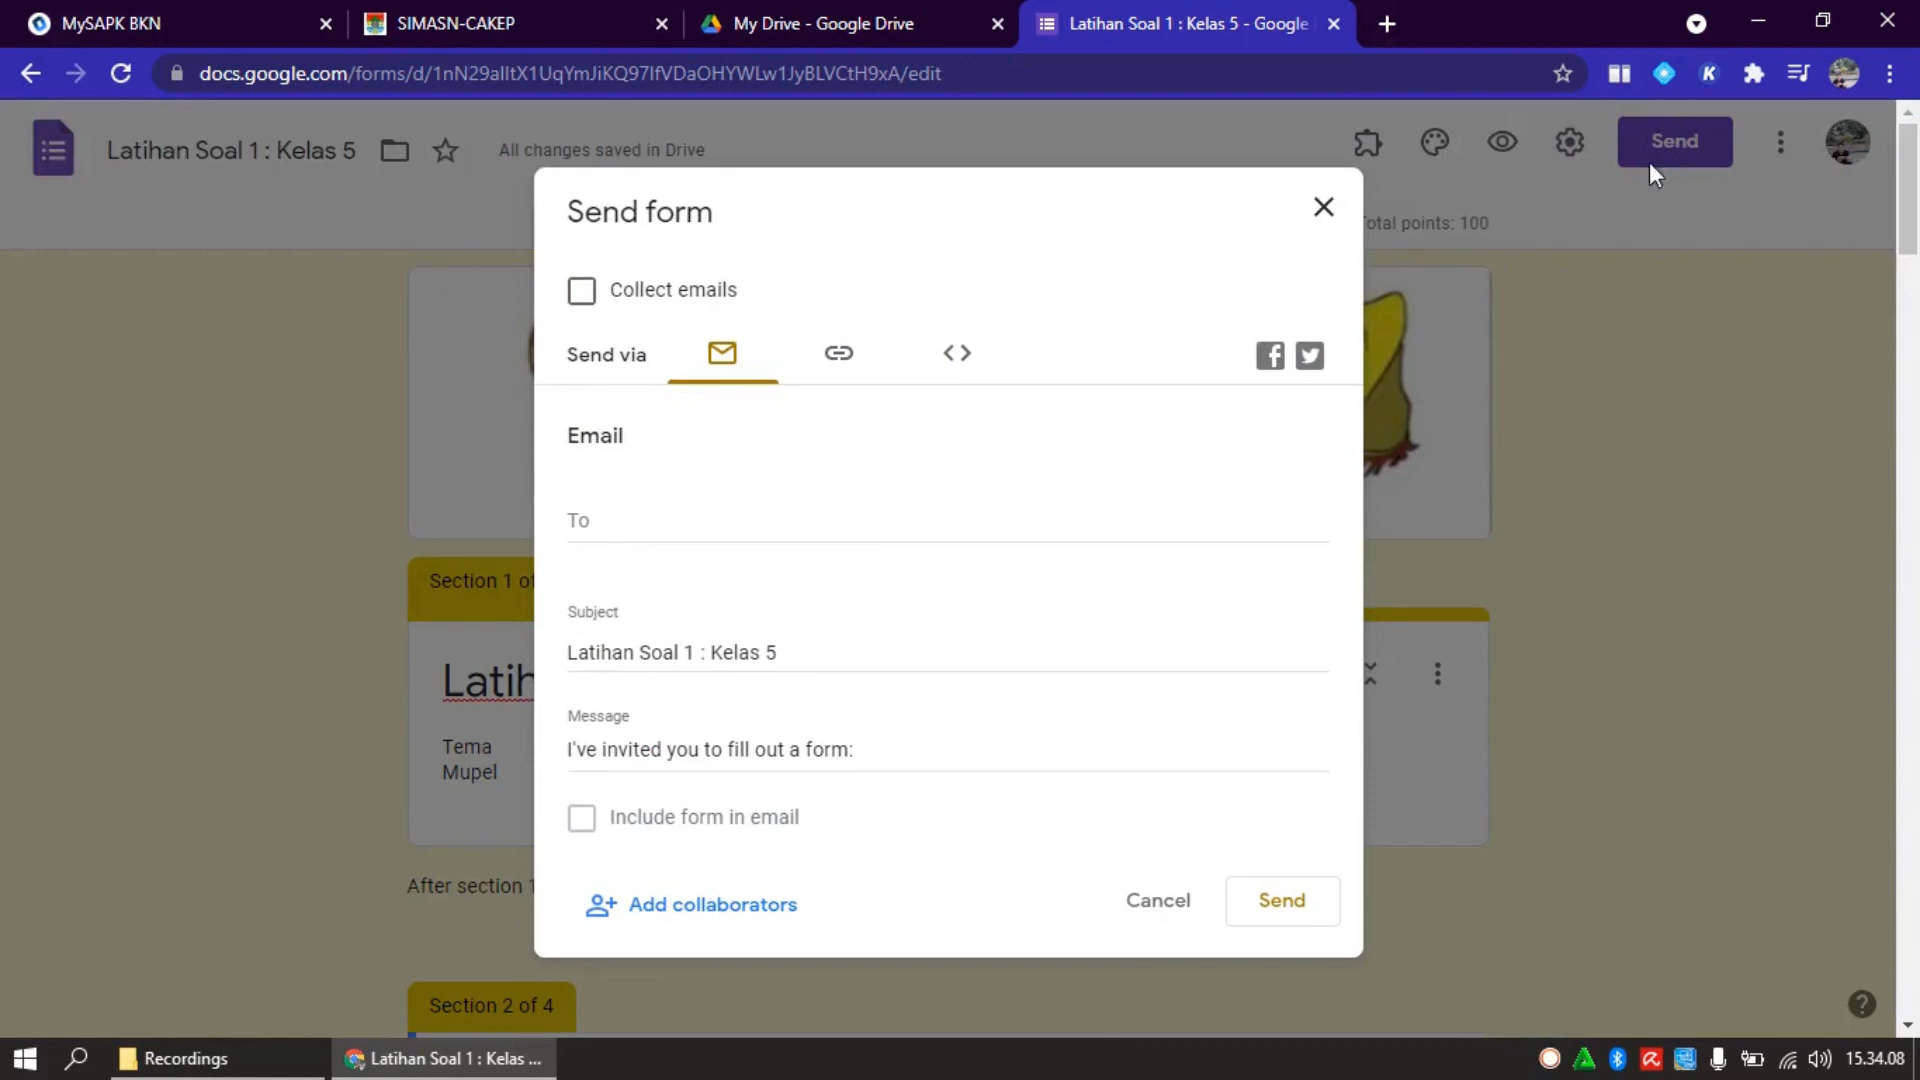 MySAPK BKN
SIMASN-CAKEP
My Drive - Google Drive
Latihan Soal 1 : Kelas 5 - Google
docs.google.com/forms/d/1nN29aIltX1UqYmJiKQ97IfVDaOHYWLw1JyBLVCtH9xA/edit
Latihan Soal 1 : Kelas 5
All changes saved in Drive
Send
Total points: 100
Send form
Collect emails
Send via
Email
To
Section 1 of
Subject
Latihan Soal 1 : Kelas 5
Latih
Message
Tema
I've invited you to fill out a form:
Mupel
Include form in email
After section 1
Add collaborators
Cancel
Send
Section 2 of 4
Recordings
Latihan Soal 1 : Kelas ...
15.34.08